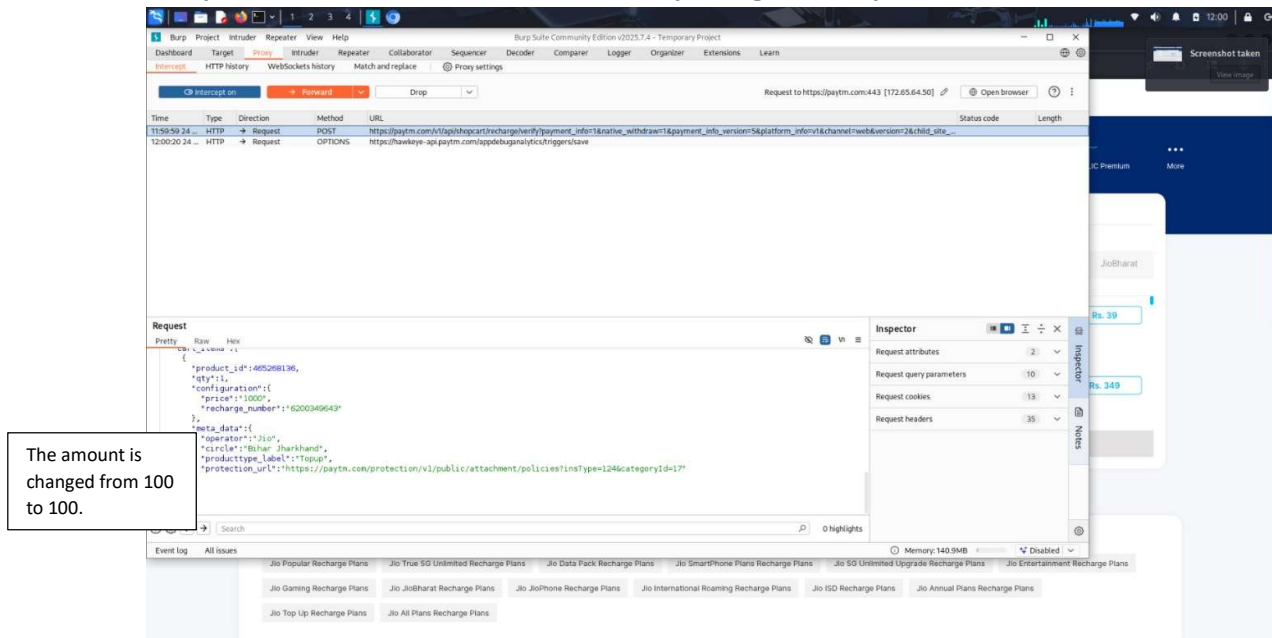 1 2 3 4
12:00
Screenshot taken
View image
Burp Project Intruder Repeater View Help
Burp Suite Community Edition v2025.7.4 - Temporary Project
Dashboard Target Proxy Intruder Repeater Collaborator Sequencer Decoder Comparer Logger Organizer Extensions Learn
Intercept HTTP history WebSockets history Match and replace Proxy settings
Intercept on Forward Drop Request to https://paytm.com:443 [172.65.64.50] Open browser
Time Type Direction Method URL Status code Length
11:59:59 24 ... HTTP → Request POST https://paytm.com/v1/api/shopcart/recharge/verify?payment_info=1&native_withdraw=1&payment_info_version=5&platform_info=v1&channel=web&version=2&child_site_...
12:00:20 24 ... HTTP → Request OPTIONS https://hawkeye-api.paytm.com/appdebuganalytics/triggers/save
IC Premium More
JioBharat
Rs. 39
Rs. 349
Request
Pretty Raw Hex
{
"product_id":465268136,
"qty":1,
"configuration":{
"price":"1000",
"recharge_number":"6200349643"
},
"meta_data":{
"operator":"Jio",
"circle":"Bihar Jharkhand",
"producttype_label":"Topup",
"protection_url":"https://paytm.com/protection/v1/public/attachment/policies?insType=124&categoryId=17"
Search 0 highlights
Inspector
Request attributes 2
Request query parameters 10
Request cookies 13
Request headers 35
Inspector
Notes
The amount is
changed from 100
to 100.
Event log All issues Memory: 140.9MB Disabled
Jio Popular Recharge Plans Jio True 5G Unlimited Recharge Plans Jio Data Pack Recharge Plans Jio SmartPhone Plans Recharge Plans Jio 5G Unlimited Upgrade Recharge Plans Jio Entertainment Recharge Plans
Jio Gaming Recharge Plans Jio JioBharat Recharge Plans Jio JioPhone Recharge Plans Jio International Roaming Recharge Plans Jio ISD Recharge Plans Jio Annual Plans Recharge Plans
Jio Top Up Recharge Plans Jio All Plans Recharge Plans